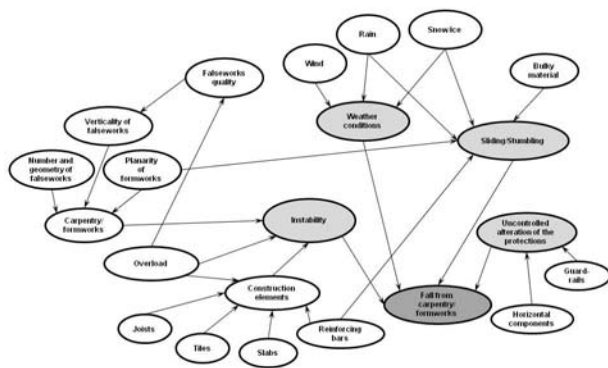 Snow ice
Rain
Wind
Bulky
material
Falseworks
quality
Weather
conditions
Verticality of
falseworks
Sliding/Stumbling
Number and
geometry of
falseworks
Planarity
of
formworks
Carpentry/
formworks
Instability
Uncontrolled
alteration of the
protections
Overload
Guard-
rails
Construction
elements
Fall from
carpentry/
formworks
Horizontal
components
Joists
Reinforcing
bars
Tiles
Slabs